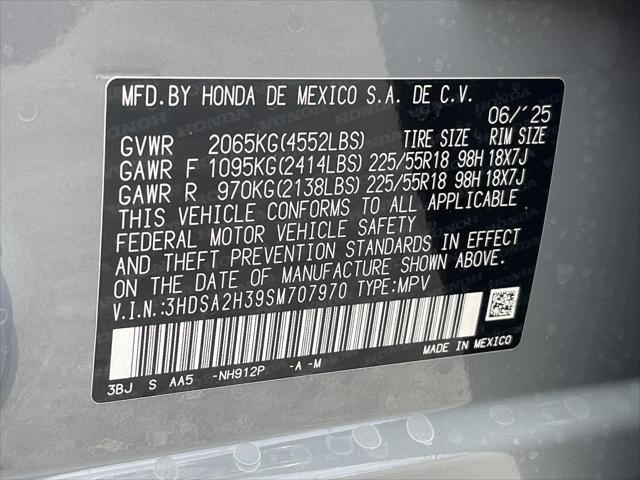 MFD.BY HONDA DE MEXICO S.A. DE C.V.
06/'25
GVWR 2065KG(4552LBS) TIRE SIZE RIM SIZE
GAWR F 1095KG(2414LBS) 225/55R18 98H 18X7J
GAWR R 970KG(2138LBS) 225/55R18 98H 18X7J
THIS VEHICLE CONFORMS TO ALL APPLICABLE
FEDERAL MOTOR VEHICLE SAFETY
AND THEFT PREVENTION STANDARDS IN EFFECT
ON THE DATE OF MANUFACTURE SHOWN ABOVE.
V.I.N.:3HDSA2H39SM707970 TYPE:MPV
MADE IN MEXICO
3BJ S AA5 -NH912P -A -M